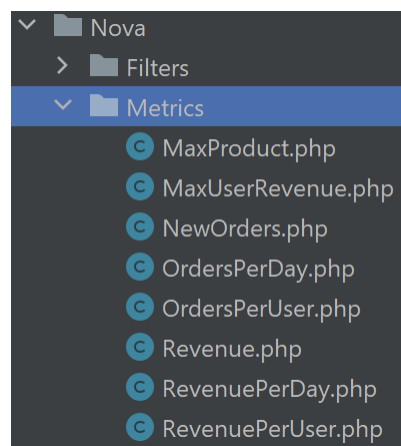 Nova
Filters
Metrics
MaxProduct.php
MaxUserRevenue.php
NewOrders.php
OrdersPerDay.php
OrdersPerUser.php
Revenue.php
RevenuePerDay.php
RevenuePerUser.php